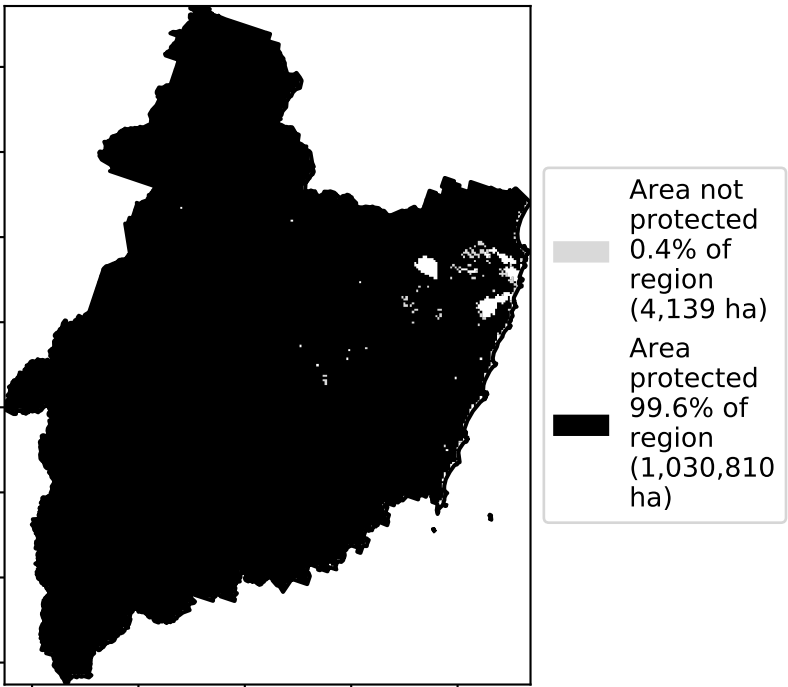 Area not
protected
0.4% of
region
(4,139 ha)
Area
protected
99.6% of
region
(1,030,810
ha)